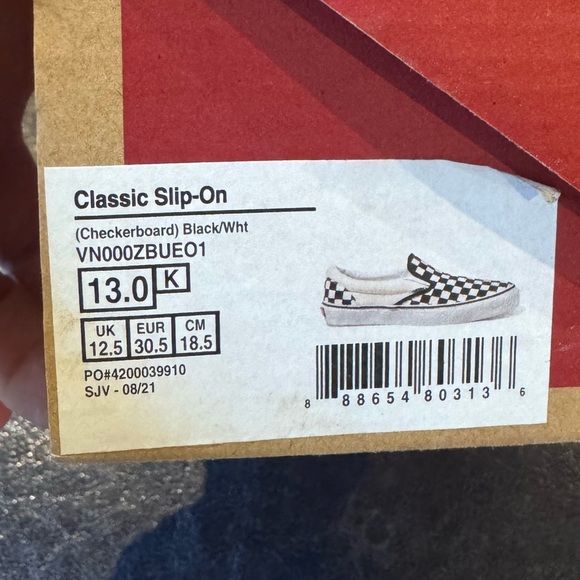 Classic Slip-On
(Checkerboard) Black/Wht
VN000ZBUEO1
13.0 K
UK EUR CM
12.5 30.5 18.5
PO#4200039910
SJV - 08/21
8 88654 80313 6